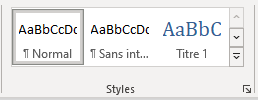 AaBbCcDc AaBbCcDc AaBbC
¶ Normal ¶ Sans int... Titre 1
Styles